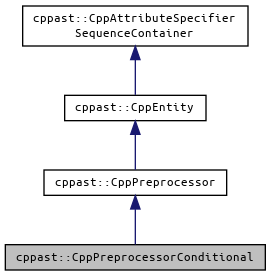 cppast::CppAttributeSpecifier
SequenceContainer
cppast::CppEntity
cppast::CppPreprocessor
cppast::CppPreprocessorConditional